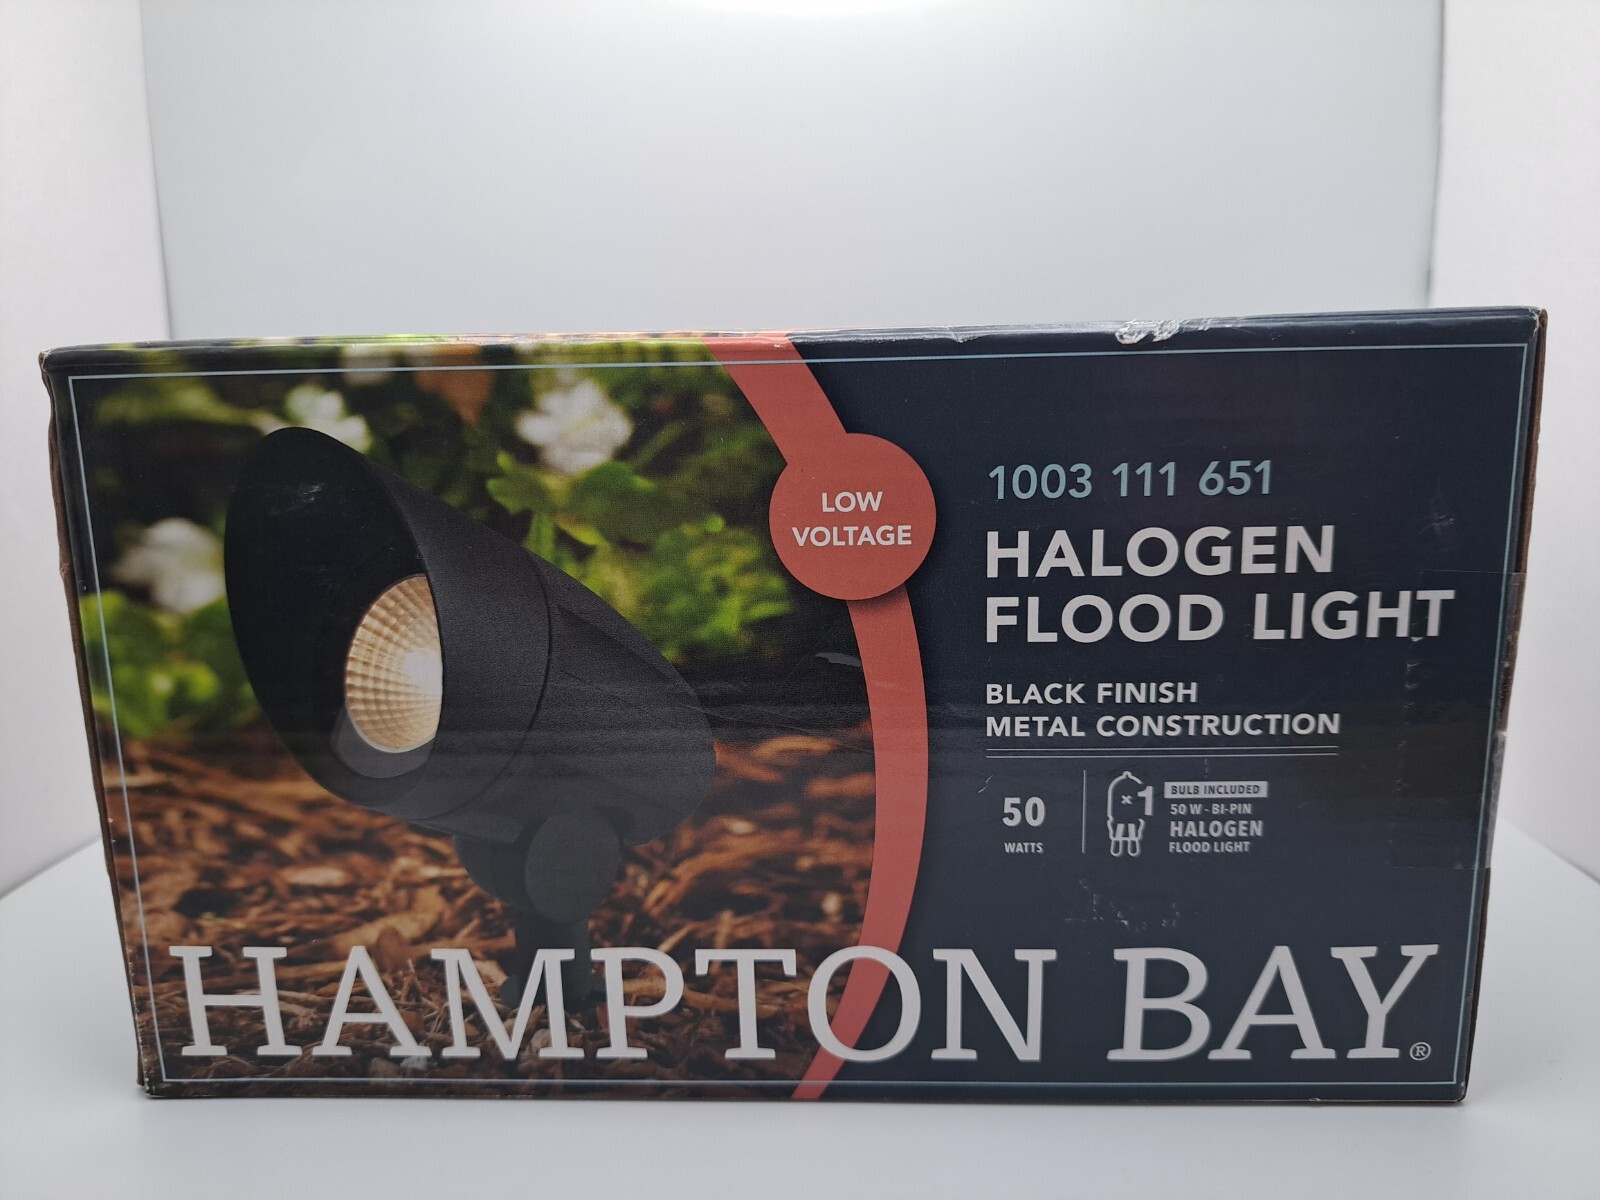 LOW
VOLTAGE
1003 111 651
HALOGEN
FLOOD LIGHT
BLACK FINISH
METAL CONSTRUCTION
50
WATTS
×1
BULB INCLUDED
50 W - BI-PIN
HALOGEN
FLOOD LIGHT
HAMPTON BAY®